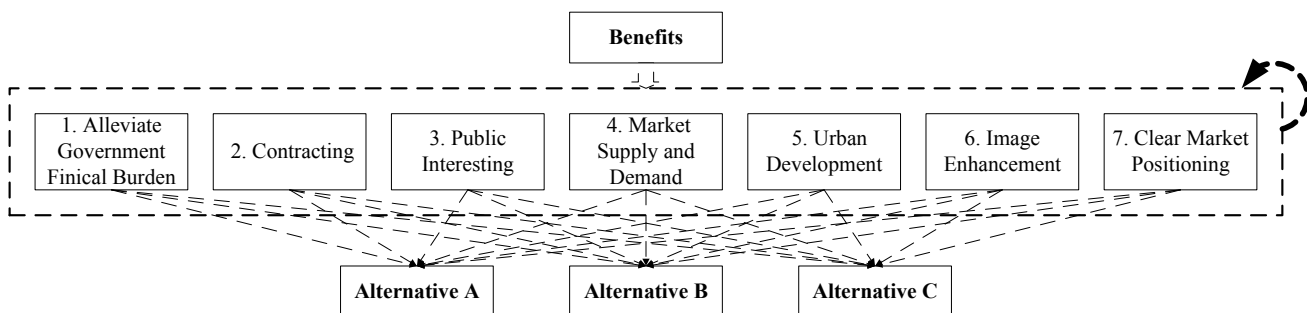 Benefits
1. Alleviate
Government
Finical Burden
2. Contracting
3. Public
Interesting
4. Market
Supply and
Demand
5. Urban
Development
6. Image
Enhancement
7. Clear Market
Positioning
Alternative A
Alternative B
Alternative C